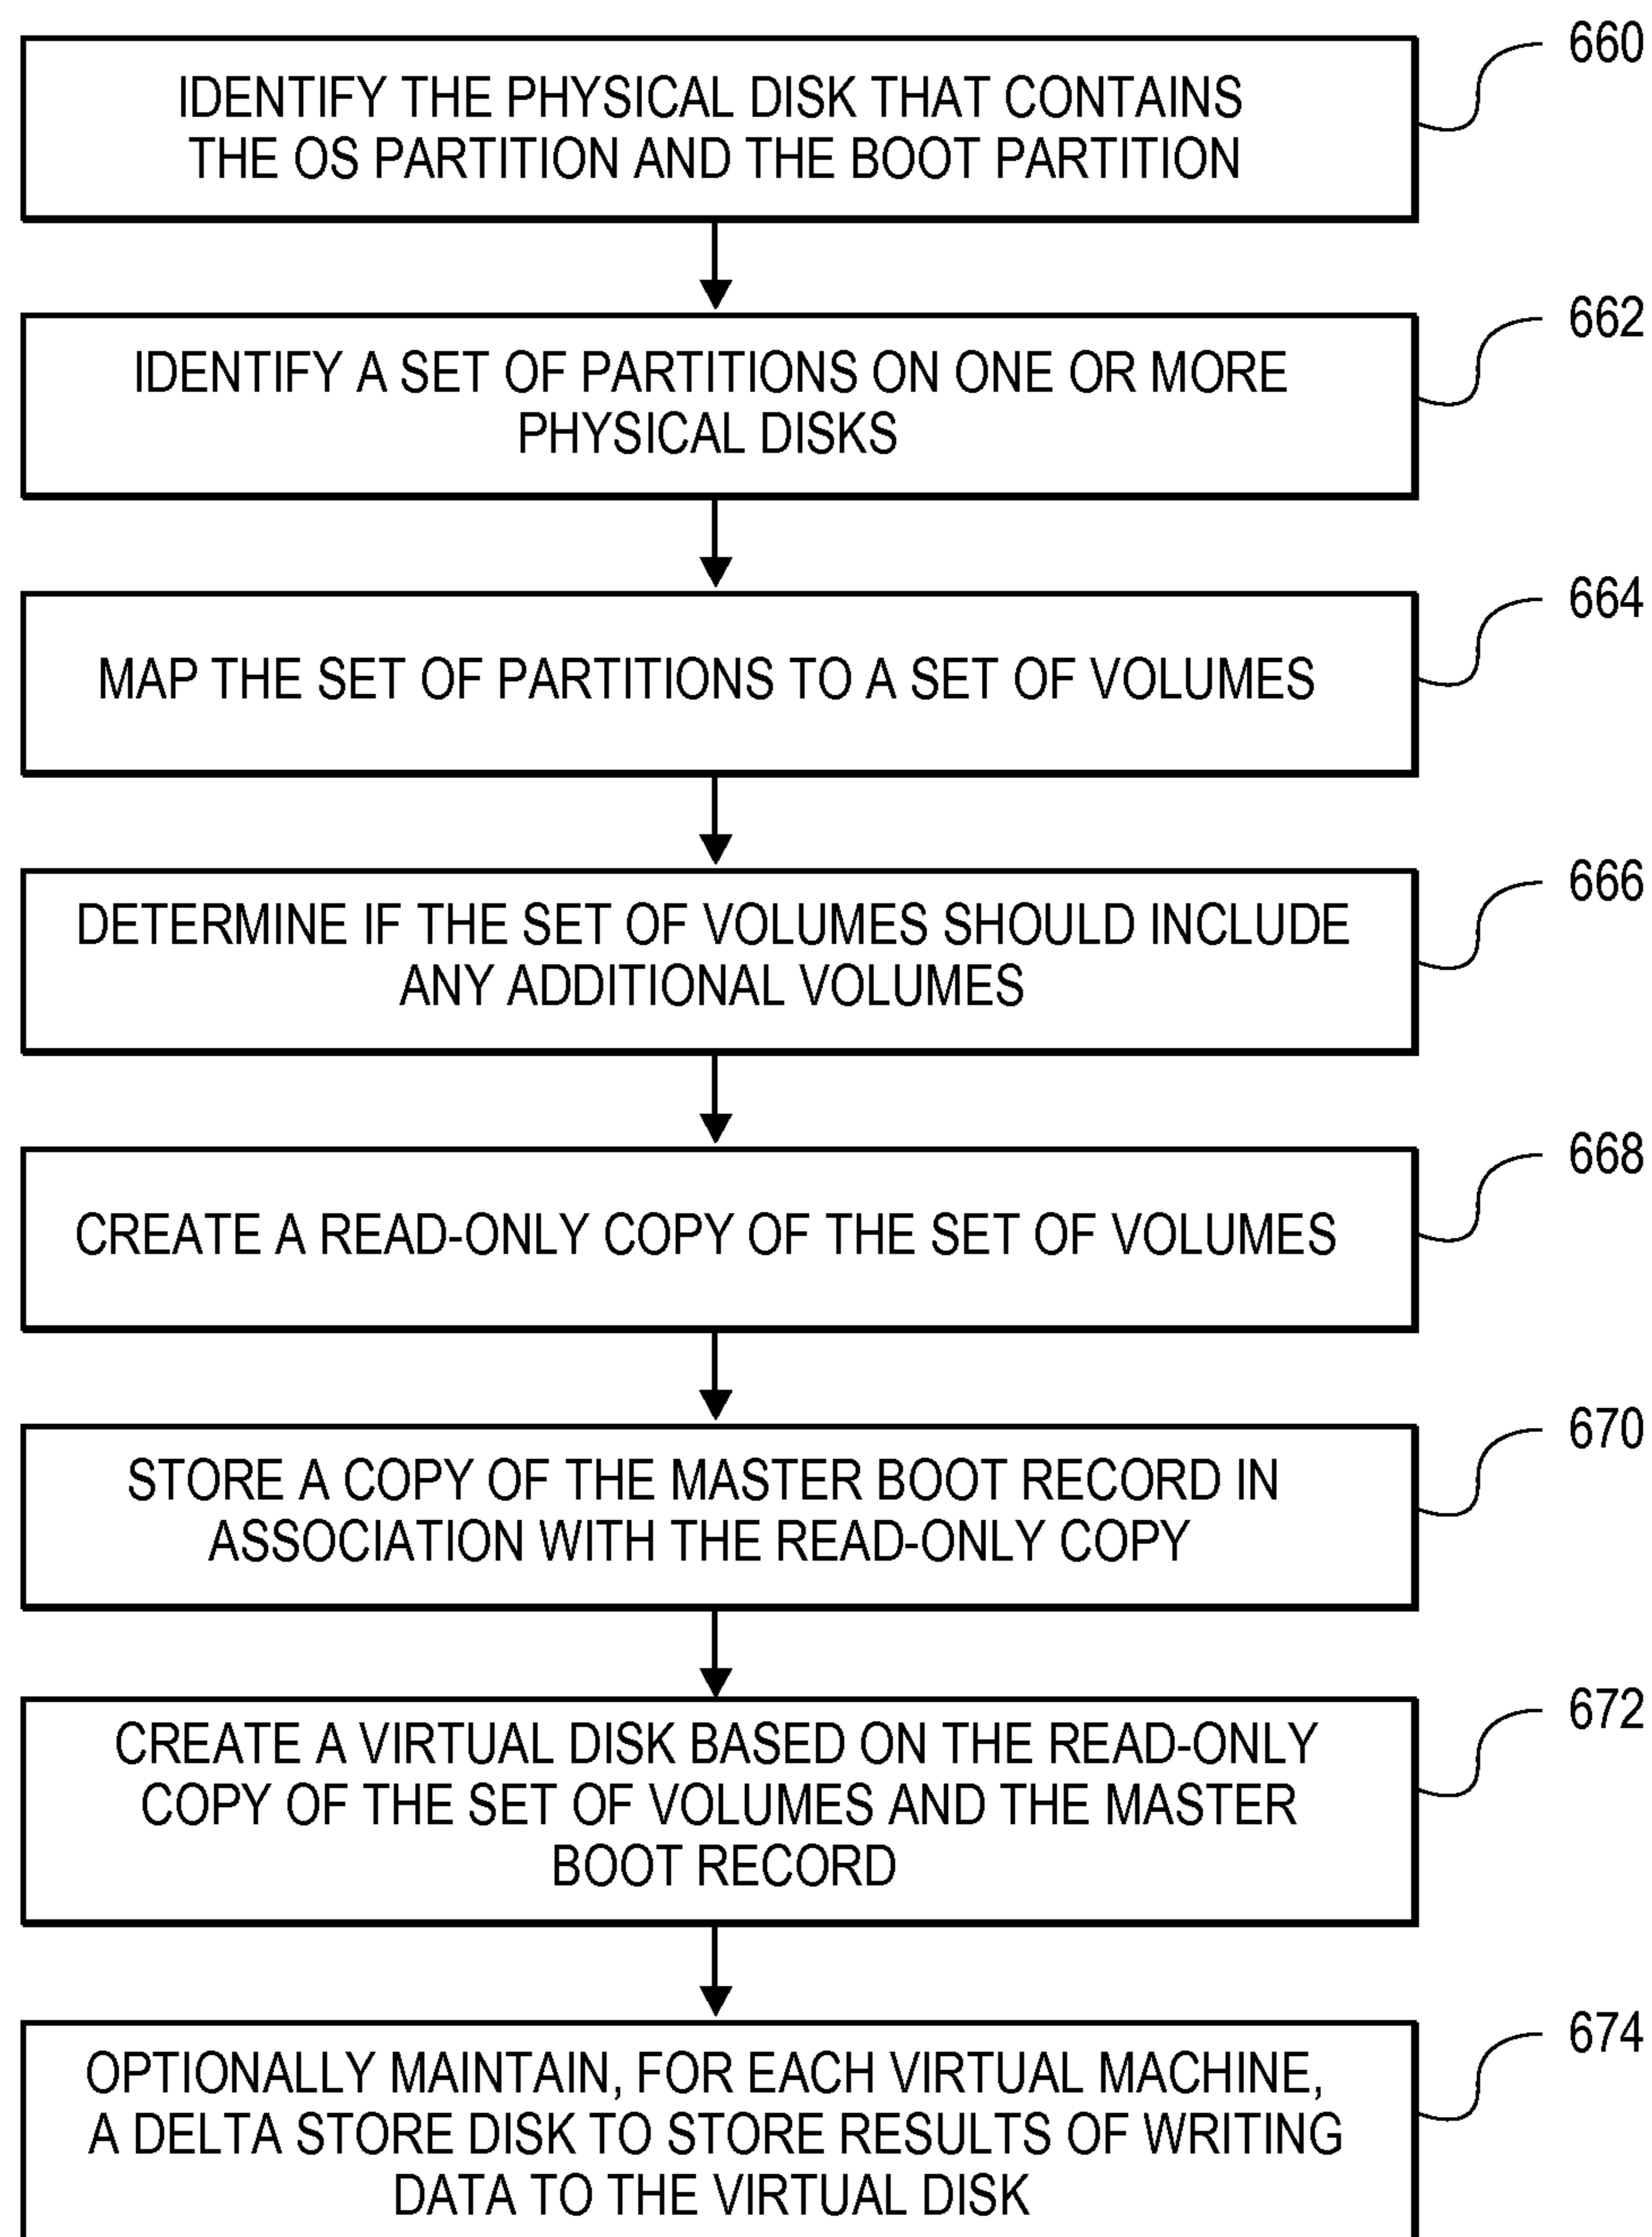 660
IDENTIFY THE PHYSICAL DISK THAT CONTAINS
THE OS PARTITION AND THE BOOT PARTITION
662
IDENTIFY A SET OF PARTITIONS ON ONE OR MORE
PHYSICAL DISKS
664
MAP THE SET OF PARTITIONS TO A SET OF VOLUMES
666
DETERMINE IF THE SET OF VOLUMES SHOULD INCLUDE
ANY ADDITIONAL VOLUMES
668
CREATE A READ-ONLY COPY OF THE SET OF VOLUMES
670
STORE A COPY OF THE MASTER BOOT RECORD IN
ASSOCIATION WITH THE READ-ONLY COPY
672
CREATE A VIRTUAL DISK BASED ON THE READ-ONLY
COPY OF THE SET OF VOLUMES AND THE MASTER
BOOT RECORD
674
OPTIONALLY MAINTAIN, FOR EACH VIRTUAL MACHINE,
A DELTA STORE DISK TO STORE RESULTS OF WRITING
DATA TO THE VIRTUAL DISK